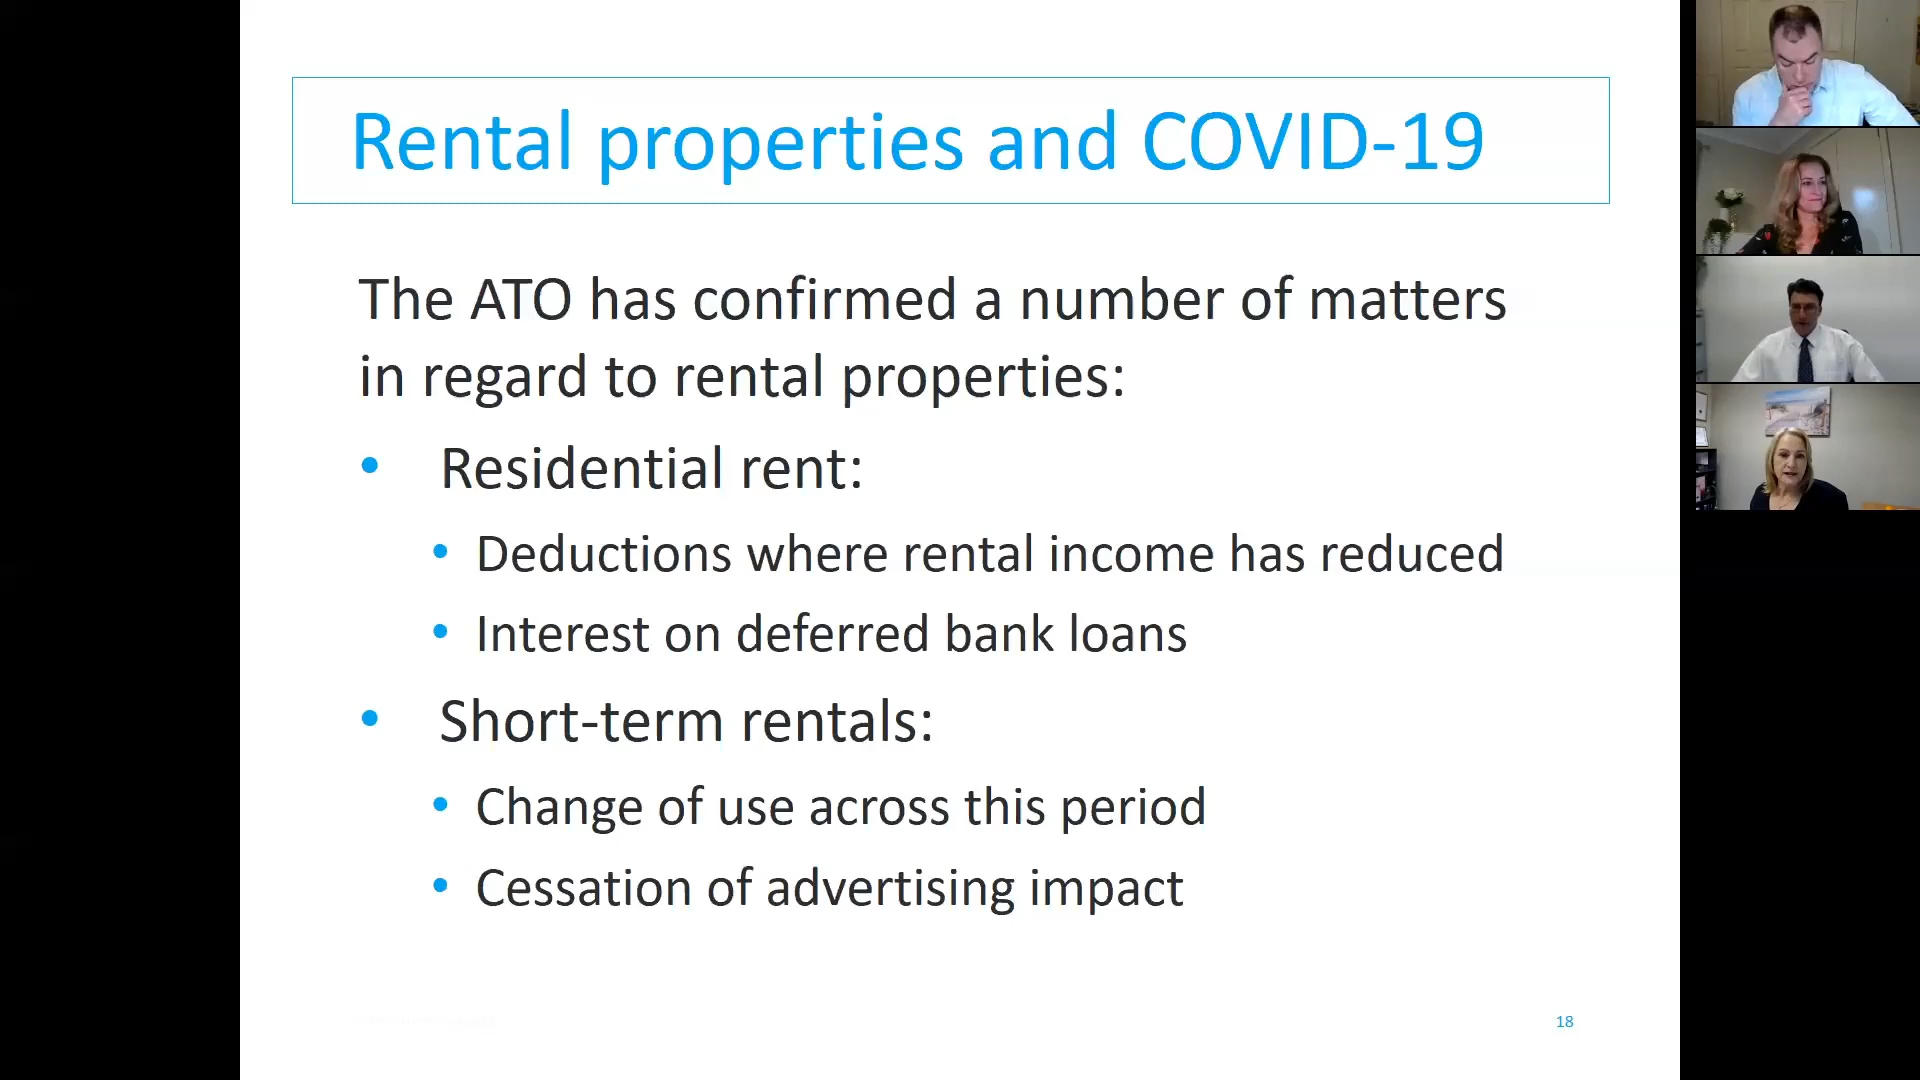 Rental properties and COVID-19
The ATO has confirmed a number of matters
in regard to rental properties:
• Residential rent:
• Deductions where rental income has reduced
• Interest on deferred bank loans
• Short-term rentals:
• Change of use across this period
• Cessation of advertising impact
18